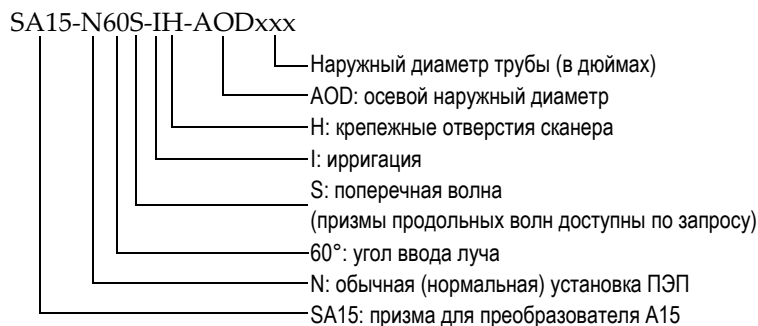 SA15-N60S-IH-AODxxx
Наружный диаметр трубы (в дюймах)
AOD: осевой наружный диаметр
H: крепежные отверстия сканера
I: ирригация
S: поперечная волна
(призмы продольных волн доступны по запросу)
60°: угол ввода луча
N: обычная (нормальная) установка ПЭП
SA15: призма для преобразователя A15